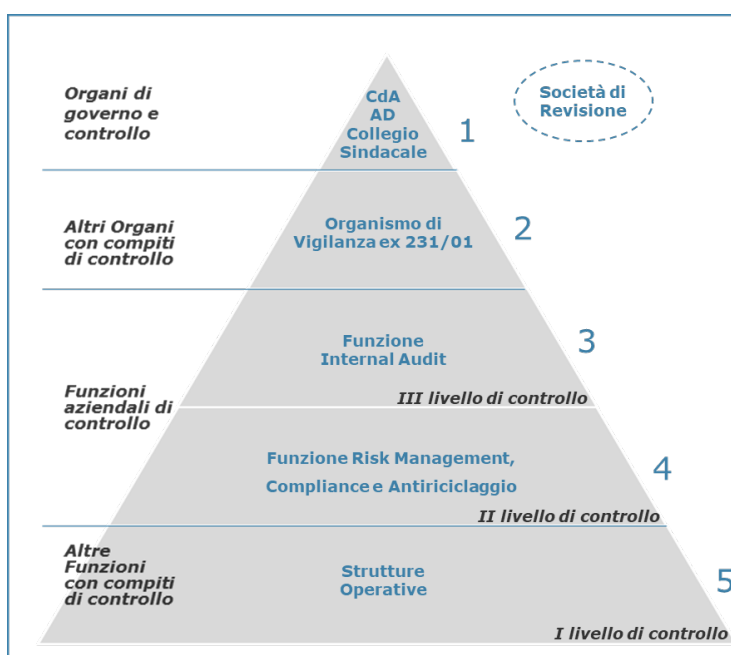 Organi di
governo e
controllo
CdA
AD
Collegio
Sindacale
1
Società di
Revisione
Altri Organi
con compiti
di controllo
Organismo di
Vigilanza ex 231/01
2
Funzioni
aziendali di
controllo
Funzione
Internal Audit
3
III livello di controllo
Funzione Risk Management,
Compliance e Antiriciclaggio
4
II livello di controllo
Altre
Funzioni
con compiti
di controllo
Strutture
Operative
5
I livello di controllo